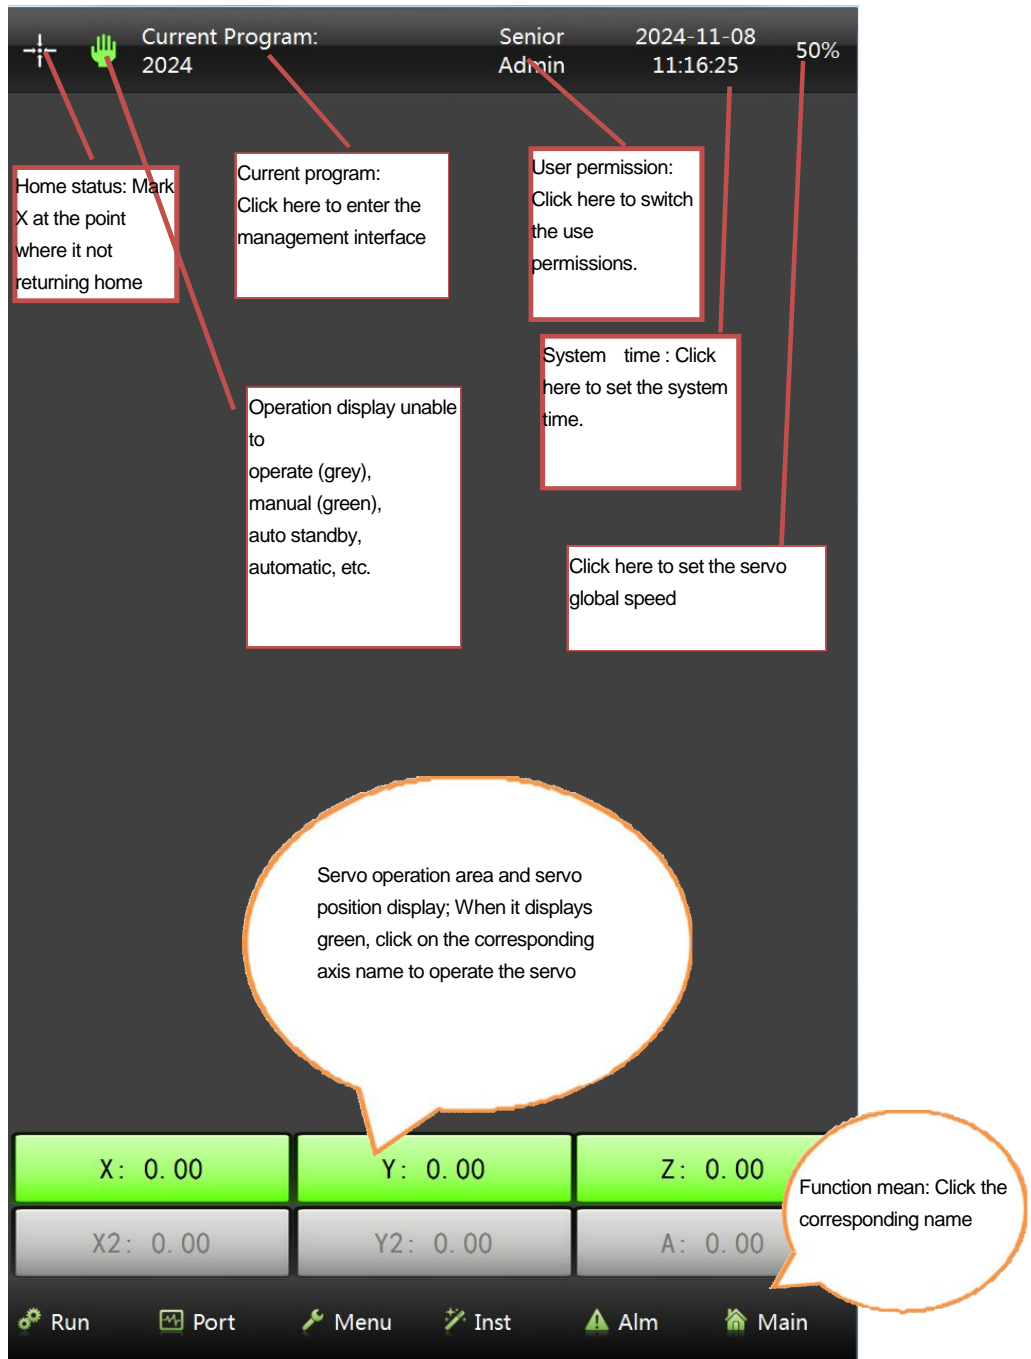 Current Program:
2024
Senior
Admin
2024-11-08
11:16:25
50%
Home status: Mark
X at the point
where it not
returning home
Current program:
Click here to enter the
management interface
User permission:
Click here to switch
the use
permissions.
System time : Click
here to set the system
time.
Operation display unable
to
operate (grey),
manual (green),
auto standby,
automatic, etc.
Click here to set the servo
global speed
Servo operation area and servo
position display; When it displays
green, click on the corresponding
axis name to operate the servo
X: 0.00
Y: 0.00
Z: 0.00
X2: 0.00
Y2: 0.00
A: 0.00
Function mean: Click the
corresponding name
Run
Port
Menu
Inst
Alm
Main